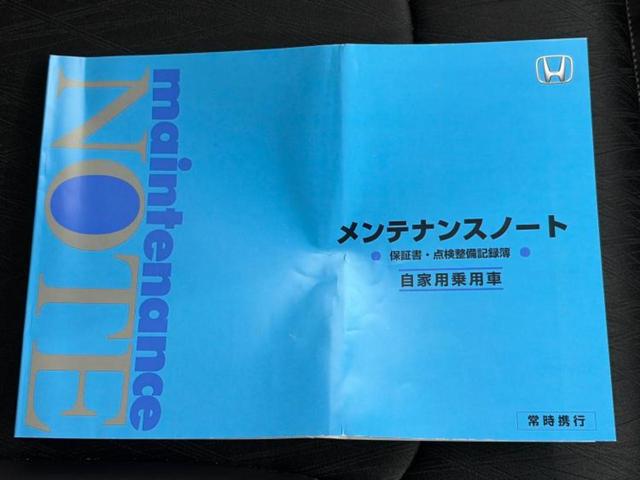 maintenance
NOTE
メンテナンスノート
保証書・点検整備記録簿
自家用乗用車
常時携行